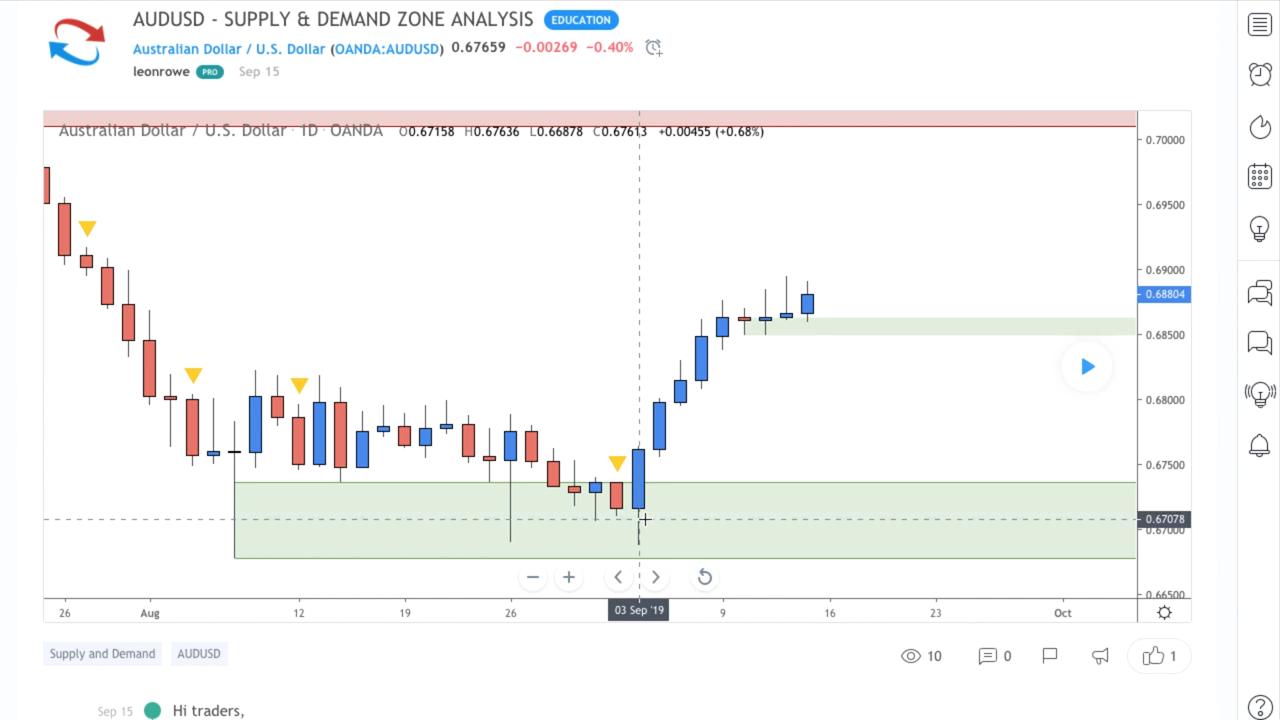 AUDUSD - SUPPLY & DEMAND ZONE ANALYSIS EDUCATION
Australian Dollar / U.S. Dollar (OANDA:AUDUSD) 0.67659 −0.00269 −0.40%
leonrowe PRO Sep 15
Australian Dollar / U.S. Dollar · 1D · OANDA O0.67158 H0.67636 L0.66878 C0.67613 +0.00455 (+0.68%)
0.70000
0.69500
0.69000
0.68804
0.68500
0.68000
0.67500
0.67078
0.67000
0.66500
26 Aug 12 19 26 03 Sep '19 9 16 23 Oct
Supply and Demand AUDUSD 10 0 1
Sep 15 Hi traders,